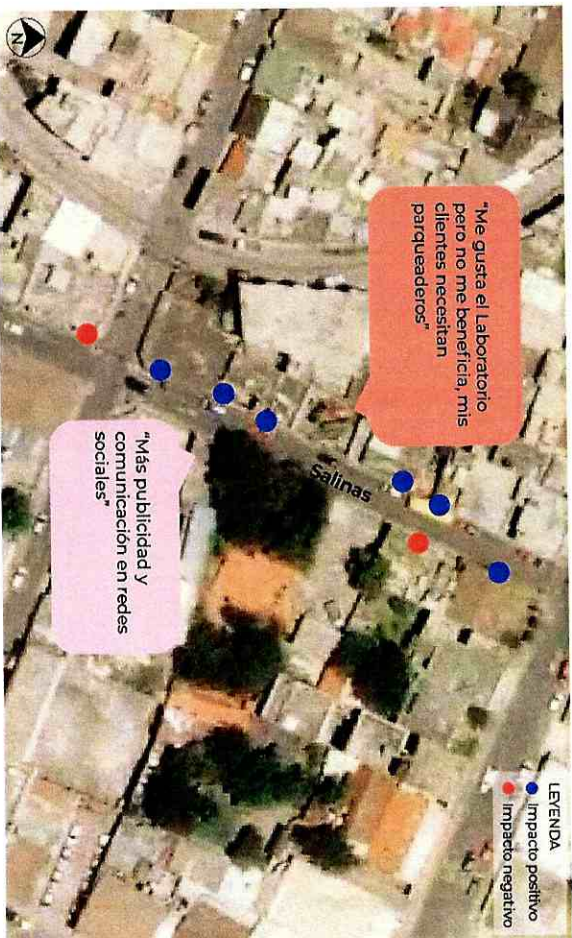 "Me gusta el Laboratorio
pero no me beneficia, mis
clientes necesitan
parqueaderos"
Salinas
"Más publicidad y
comunicación en redes
sociales"
LEYENDA
Impacto positivo
Impacto negativo
N